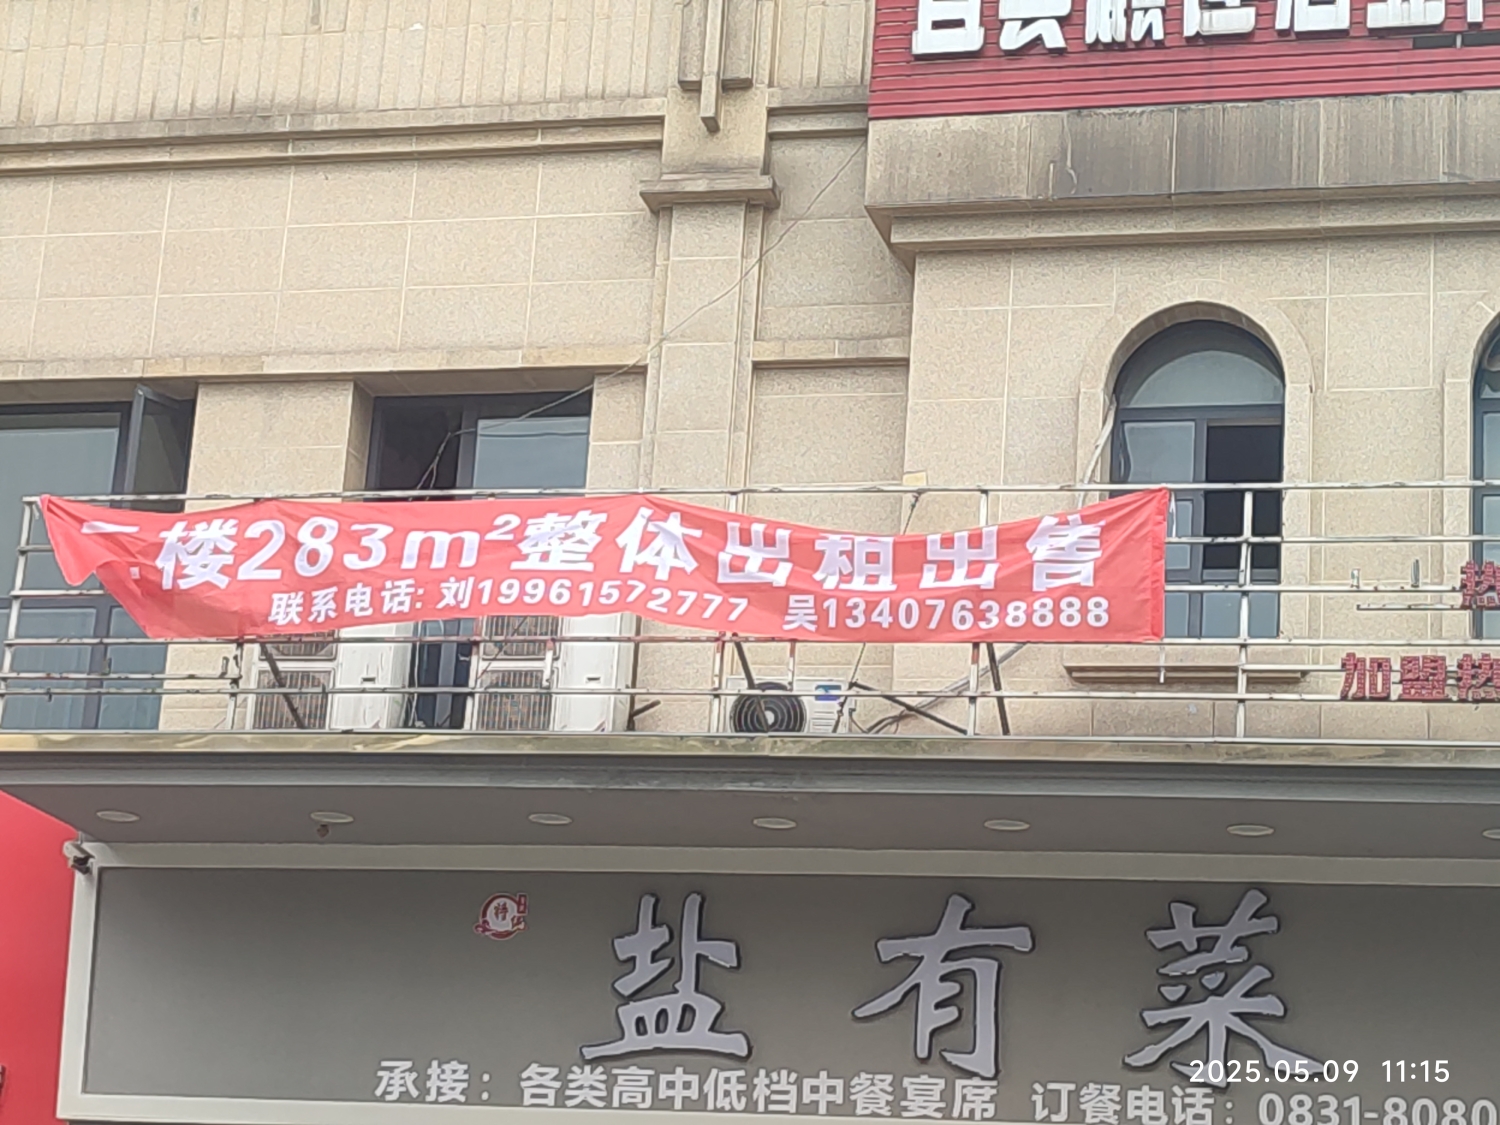 二楼283m²整体出租出售
联系电话: 刘19961572777 吴13407638888
加盟热
盐有菜
承接：各类高中低档中餐宴席 订餐电话：0831-8080
2025.05.09 11:15